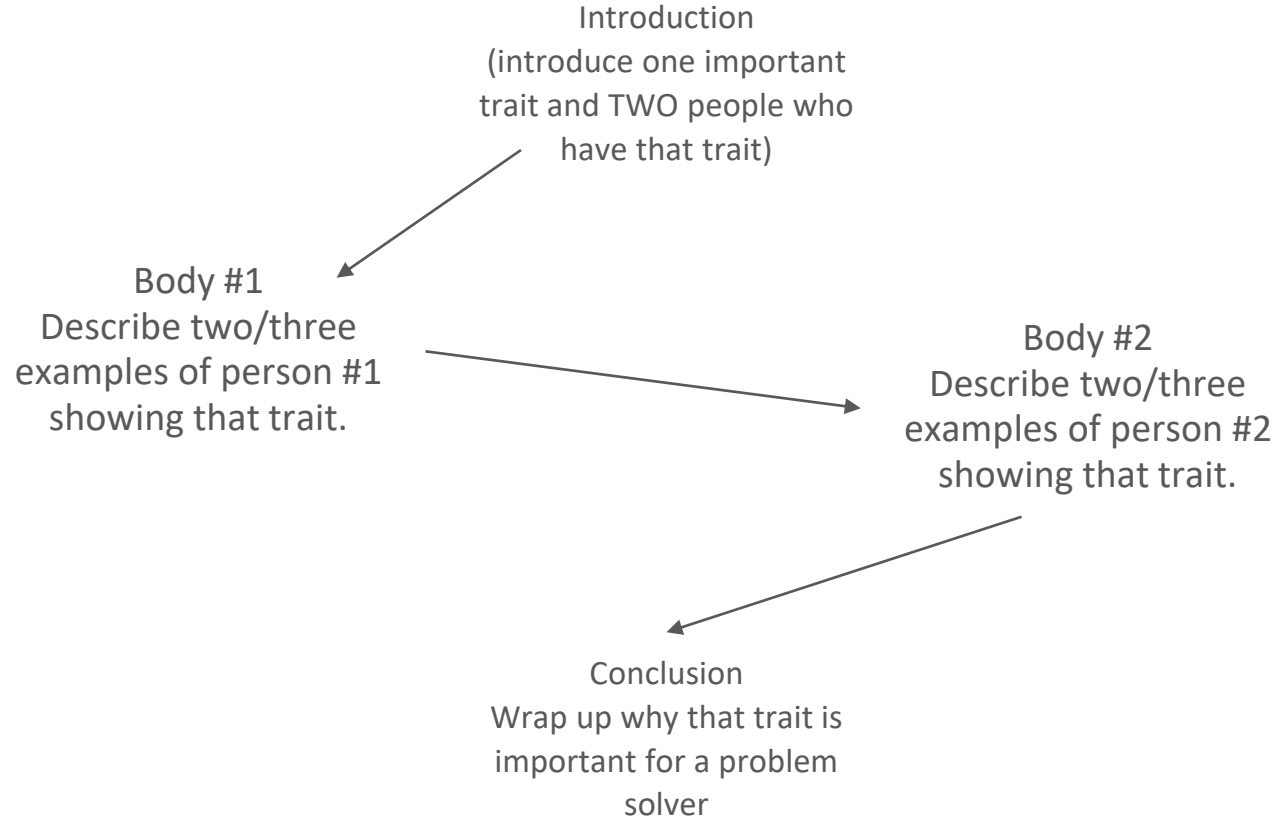 Introduction
(introduce one important
trait and TWO people who
have that trait)
Body #1
Describe two/three
examples of person #1
showing that trait.
Body #2
Describe two/three
examples of person #2
showing that trait.
Conclusion
Wrap up why that trait is
important for a problem
solver